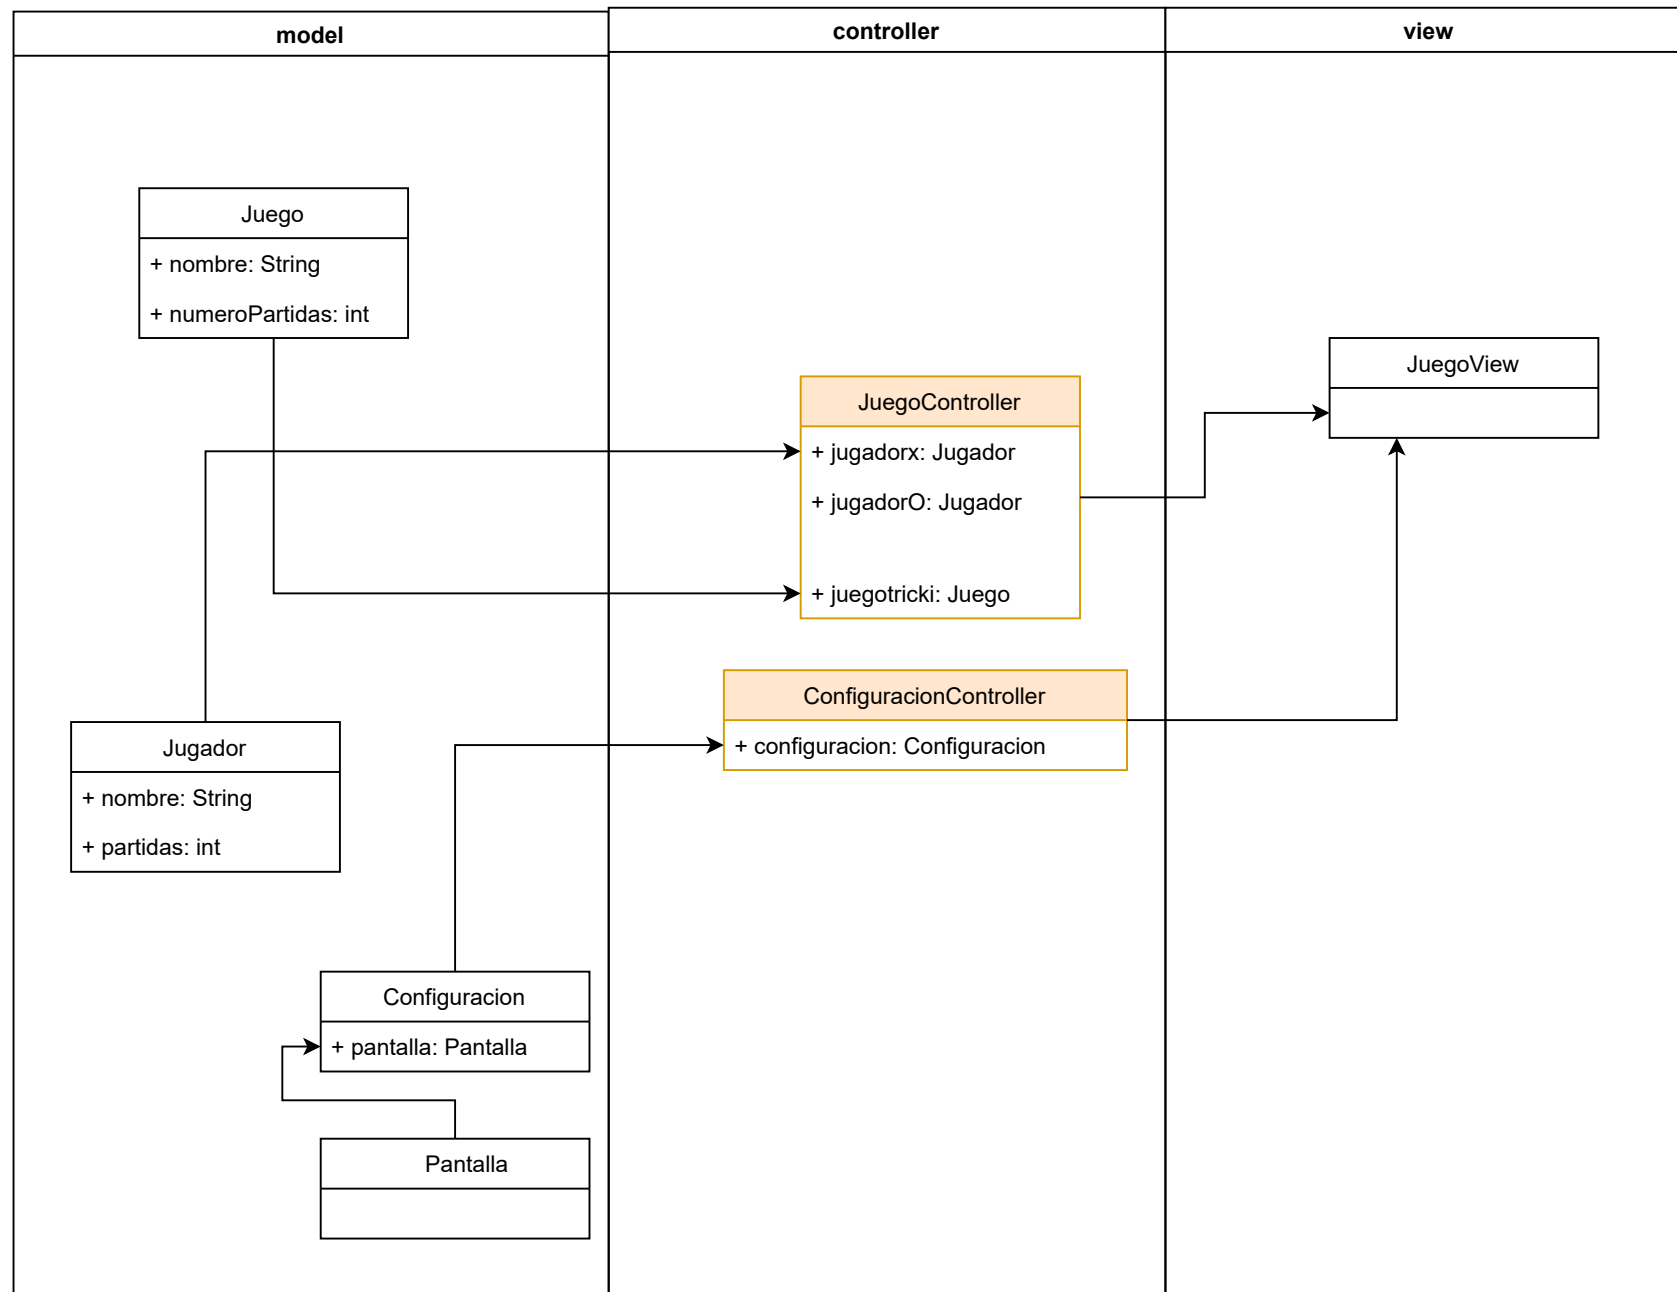 model
controller
view
Juego
+ nombre: String
+ numeroPartidas: int
Jugador
+ nombre: String
+ partidas: int
Configuracion
+ pantalla: Pantalla
Pantalla
JuegoController
+ jugadorx: Jugador
+ jugadorO: Jugador
+ juegotricki: Juego
ConfiguracionController
+ configuracion: Configuracion
JuegoView